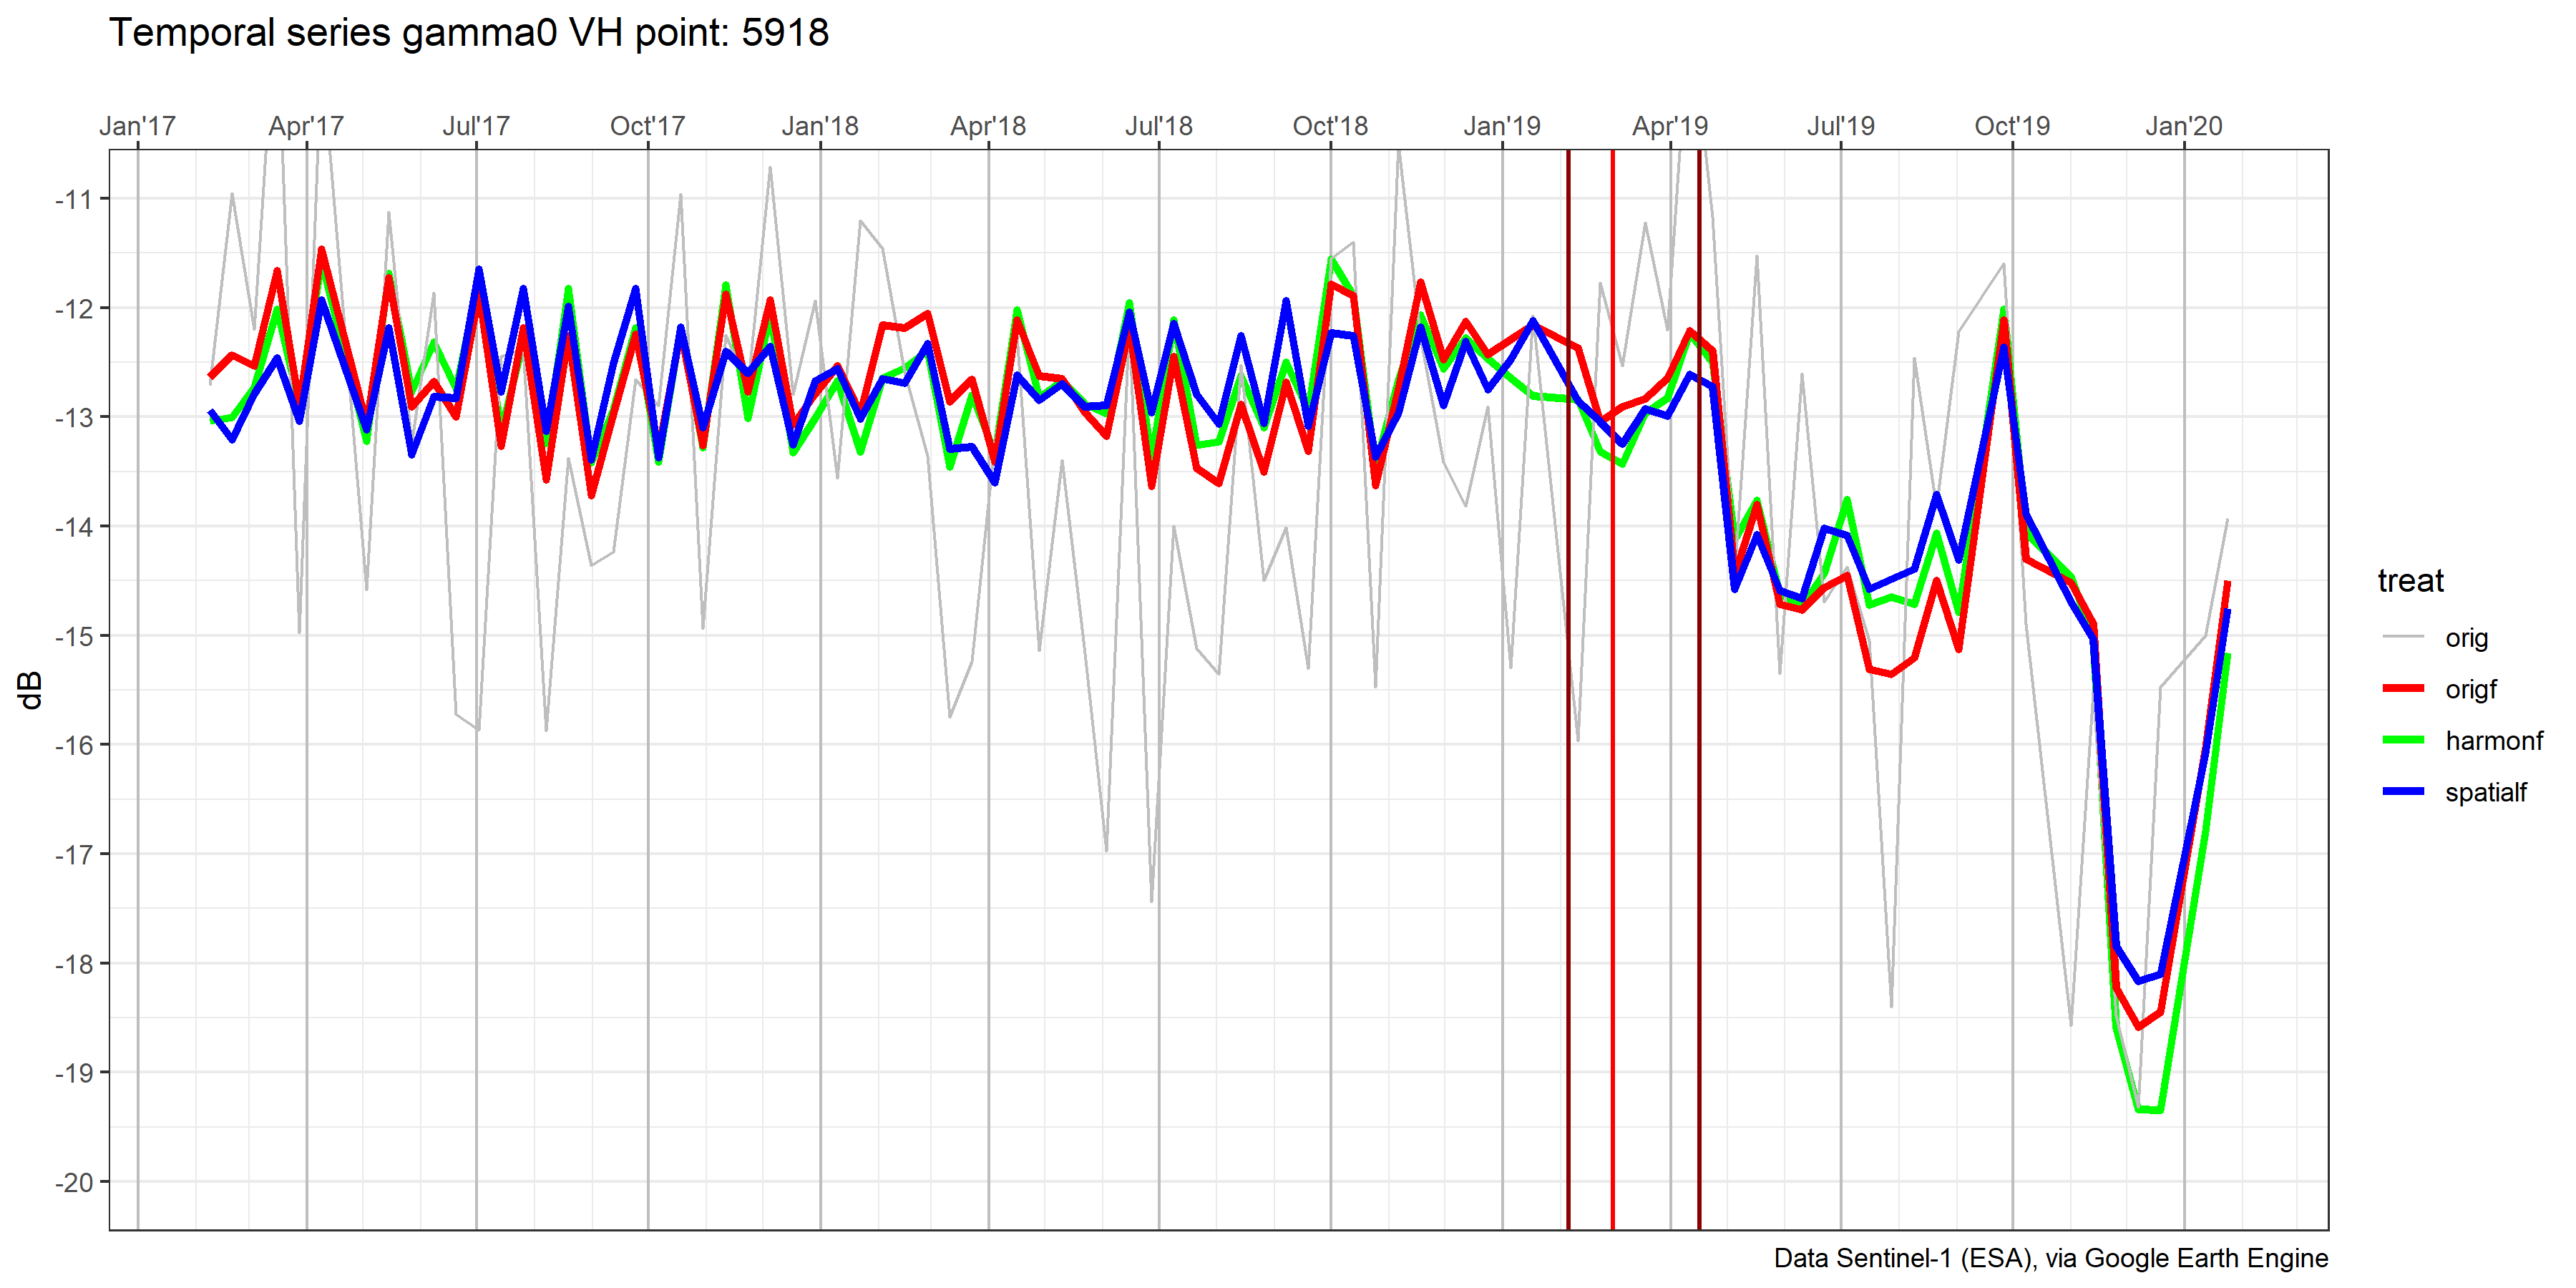 Temporal series gamma0 VH point: 5918
Jan'17 Apr'17 Jul'17 Oct'17 Jan'18 Apr'18 Jul'18 Oct'18 Jan'19 Apr'19 Jul'19 Oct'19 Jan'20
-11
-12
-13
-14
-15
-16
-17
-18
-19
-20
dB
treat
orig
origf
harmonf
spatialf
Data Sentinel-1 (ESA), via Google Earth Engine